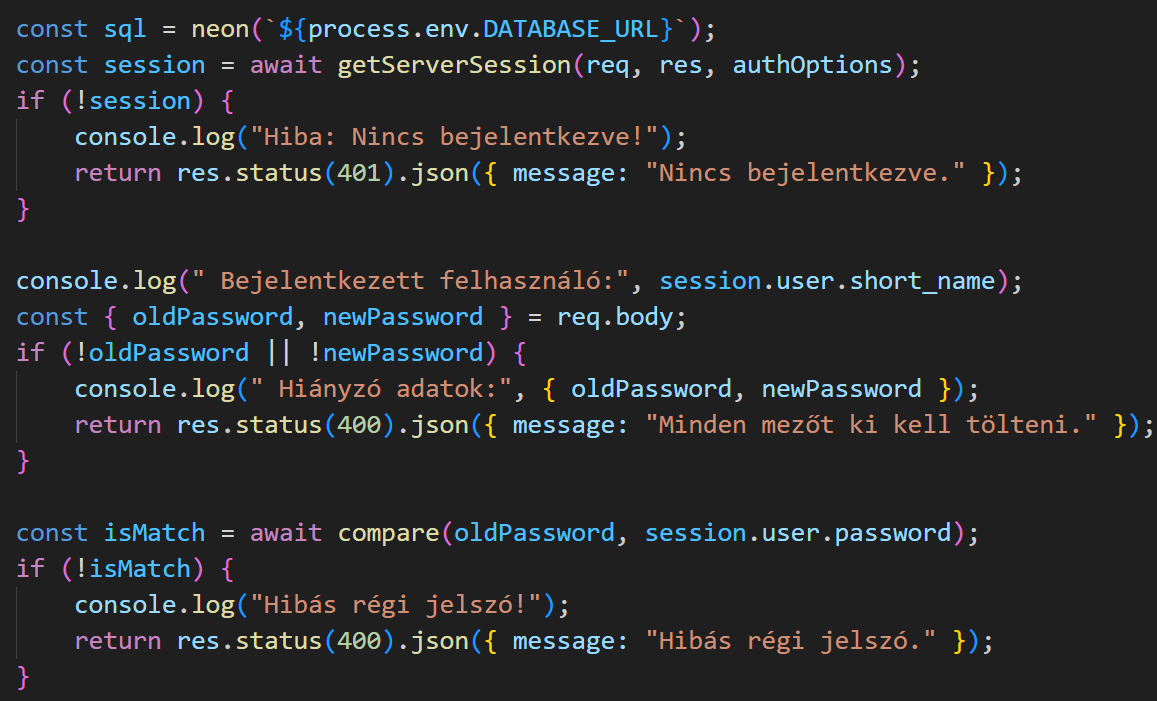 const sql = neon(`${process.env.DATABASE_URL}`);
const session = await getServerSession(req, res, authOptions);
if (!session) {
    console.log("Hiba: Nincs bejelentkezve!");
    return res.status(401).json({ message: "Nincs bejelentkezve." });
}

console.log(" Bejelentkezett felhasználó:", session.user.short_name);
const { oldPassword, newPassword } = req.body;
if (!oldPassword || !newPassword) {
    console.log(" Hiányzó adatok:", { oldPassword, newPassword });
    return res.status(400).json({ message: "Minden mezőt ki kell tölteni." });
}

const isMatch = await compare(oldPassword, session.user.password);
if (!isMatch) {
    console.log("Hibás régi jelszó!");
    return res.status(400).json({ message: "Hibás régi jelszó." });
}